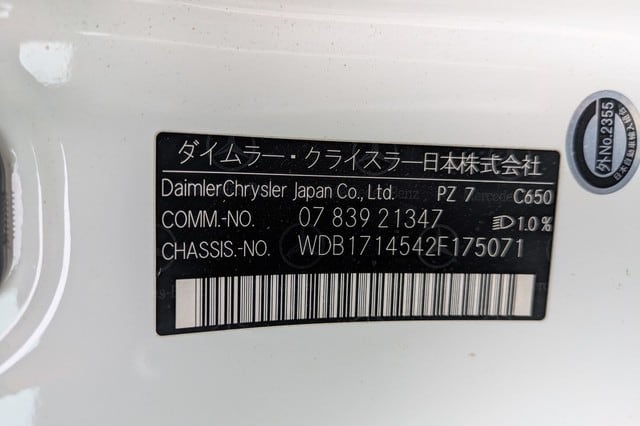 ダイムラー・クライスラー日本株式会社
DaimlerChrysler Japan Co., Ltd. PZ 7 C650
COMM.-NO. 07 839 21347 1.0%
CHASSIS.-NO. WDB1714542F175071
外No.2355